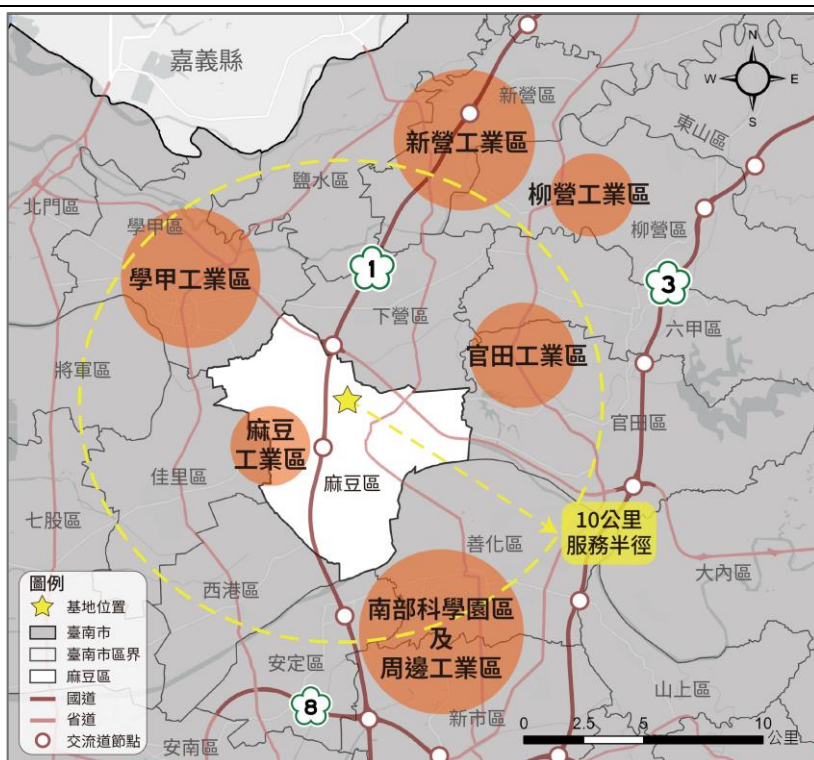 嘉義縣
N
W
E
S
新營區
東山區
新營工業區
鹽水區
柳營工業區
北門區
學甲區
柳營區
學甲工業區
1
3
下營區
六甲區
官田工業區
將軍區
官田區
麻豆
工業區
佳里區
麻豆區
10公里
服務半徑
七股區
善化區
大內區
圖例
基地位置
臺南市
臺南市區界
麻豆區
國道
省道
交流道節點
西港區
南部科學園區
及
周邊工業區
安定區
8
山上區
安南區
新市區
0
2.5
5
10
公里